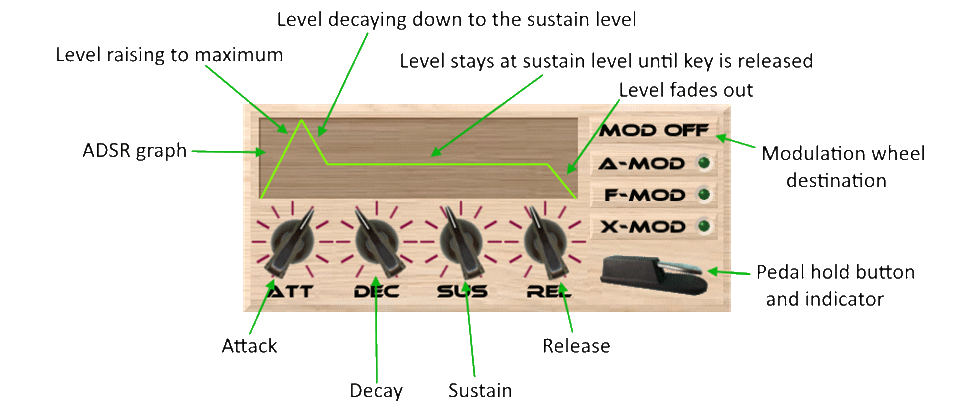 Level decaying down to the sustain level
Level raising to maximum
Level stays at sustain level until key is released
Level fades out
ADSR graph
MOD OFF
A-MOD
F-MOD
X-MOD
Modulation wheel
destination
ATT DEC SUS REL
Pedal hold button
and indicator
Attack
Release
Decay
Sustain